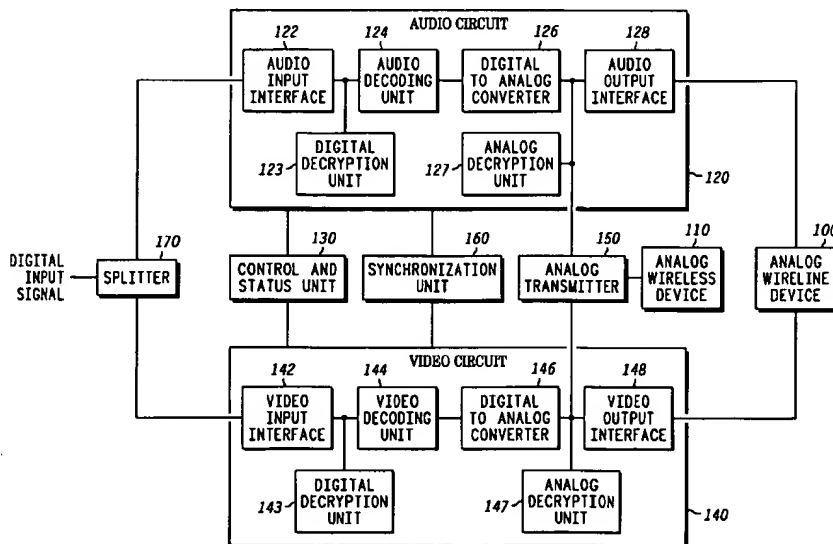 AUDIO CIRCUIT
122
124
126
128
AUDIO
INPUT
INTERFACE
AUDIO
DECODING
UNIT
DIGITAL
TO ANALOG
CONVERTER
AUDIO
OUTPUT
INTERFACE
DIGITAL
DECRYPTION
UNIT
123
ANALOG
DECRYPTION
UNIT
127
120
DIGITAL
INPUT
SIGNAL
170
SPLITTER
130
CONTROL AND
STATUS UNIT
160
SYNCHRONIZATION
UNIT
150
ANALOG
TRANSMITTER
110
ANALOG
WIRELESS
DEVICE
100
ANALOG
WIRELINE
DEVICE
VIDEO CIRCUIT
142
144
146
148
VIDEO
INPUT
INTERFACE
VIDEO
DECODING
UNIT
DIGITAL
TO ANALOG
CONVERTER
VIDEO
OUTPUT
INTERFACE
DIGITAL
DECRYPTION
UNIT
143
ANALOG
DECRYPTION
UNIT
147
140